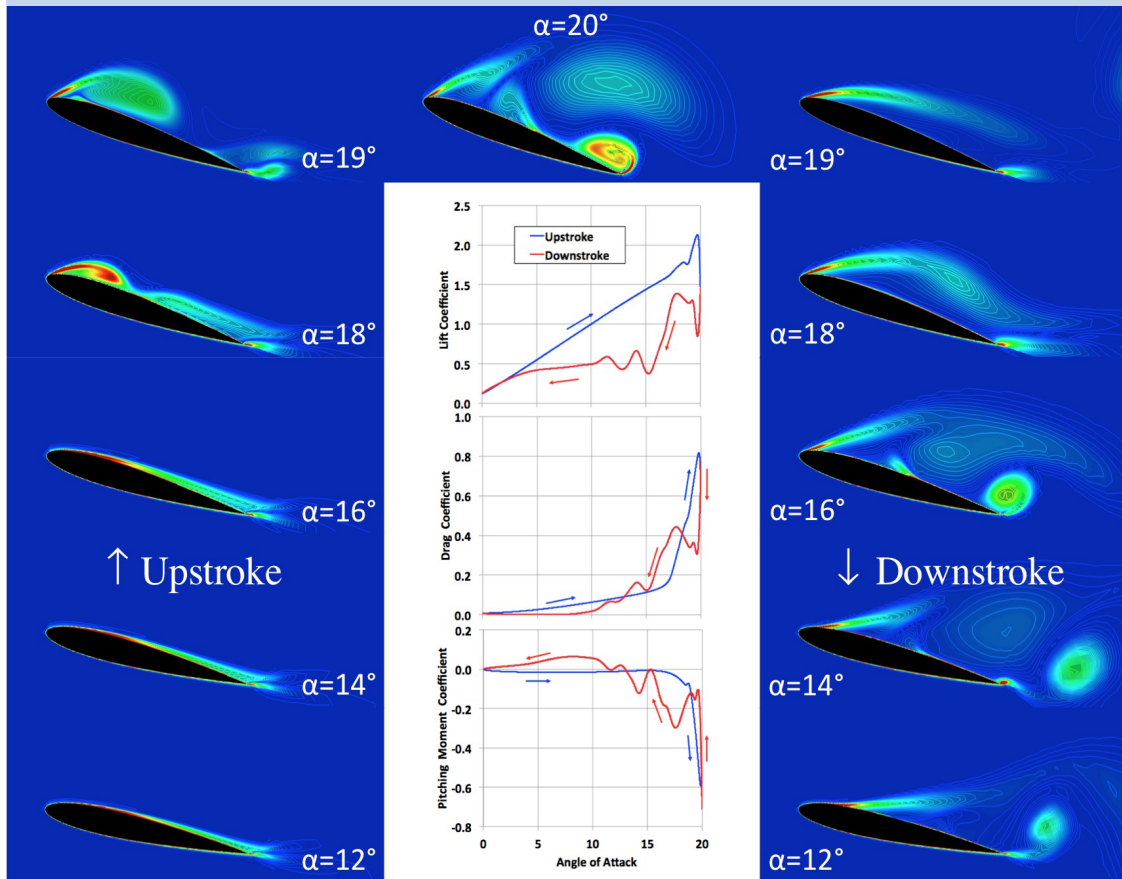 α=20°
α=19°
α=19°
α=18°
α=18°
α=16°
α=16°
↑ Upstroke
↓ Downstroke
α=14°
α=14°
α=12°
α=12°
Upstroke
Downstroke
Lift Coefficient
2.5
2.0
1.5
1.0
0.5
0.0
Drag Coefficient
1.0
0.8
0.6
0.4
0.2
0.0
Pitching Moment Coefficient
0.2
0.0
-0.2
-0.4
-0.6
-0.8
0 5 10 15 20
Angle of Attack